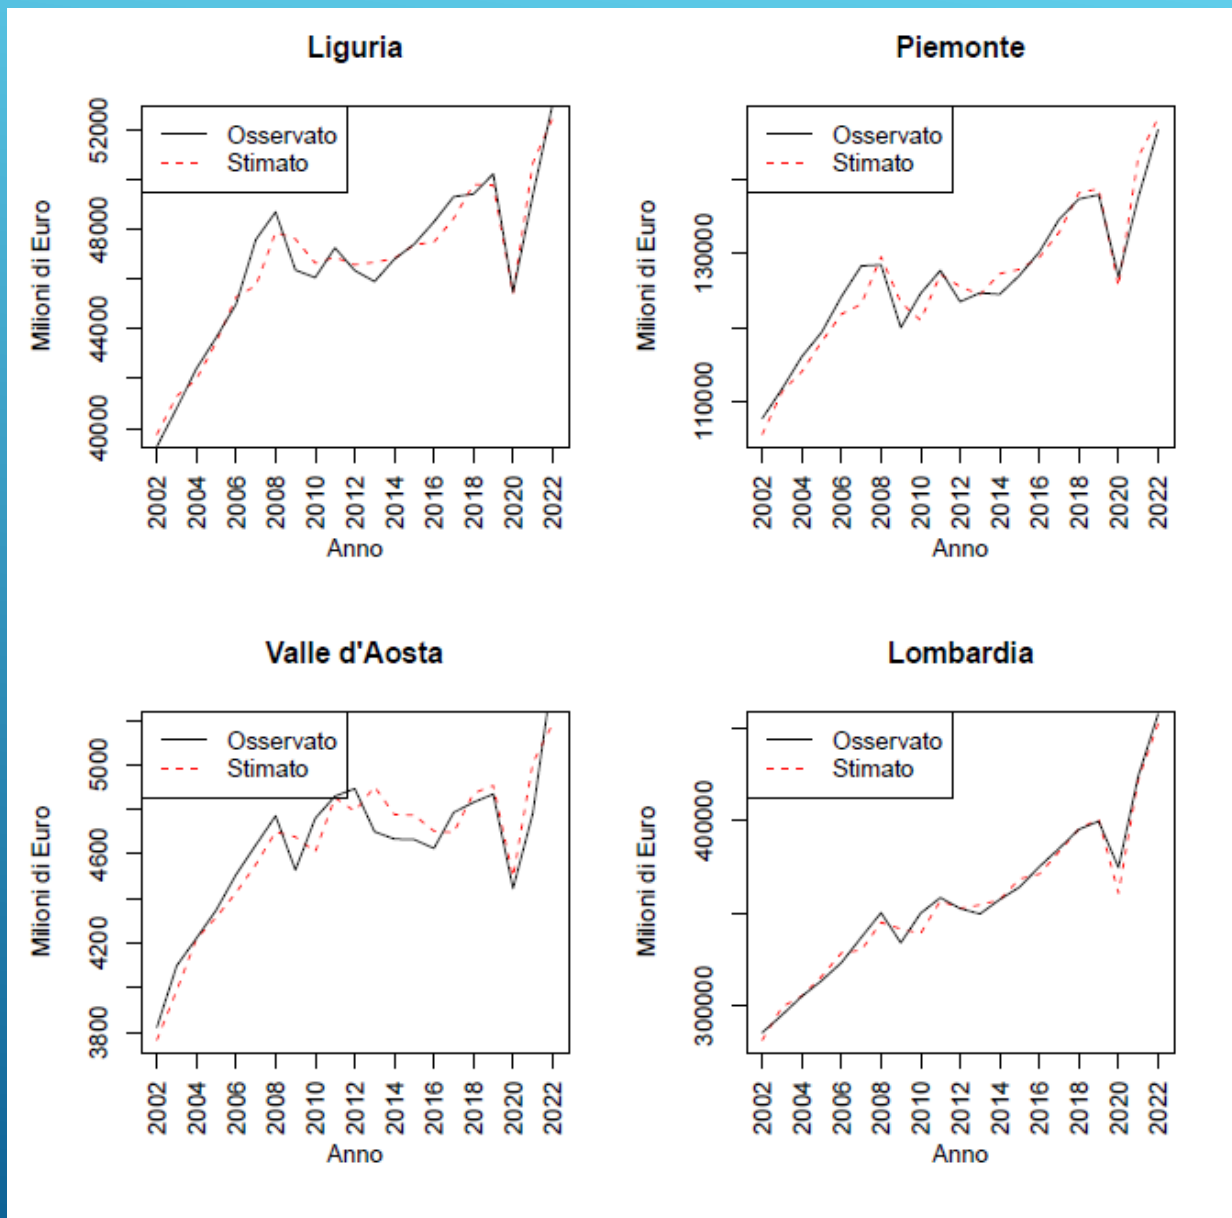 Liguria
Osservato
Stimato
Milioni di Euro
52000
48000
44000
40000
2002 2004 2006 2008 2010 2012 2014 2016 2018 2020 2022
Anno
Piemonte
Osservato
Stimato
Milioni di Euro
130000
110000
2002 2004 2006 2008 2010 2012 2014 2016 2018 2020 2022
Anno
Valle d'Aosta
Osservato
Stimato
Milioni di Euro
5000
4600
4200
3800
2002 2004 2006 2008 2010 2012 2014 2016 2018 2020 2022
Anno
Lombardia
Osservato
Stimato
Milioni di Euro
400000
300000
2002 2004 2006 2008 2010 2012 2014 2016 2018 2020 2022
Anno